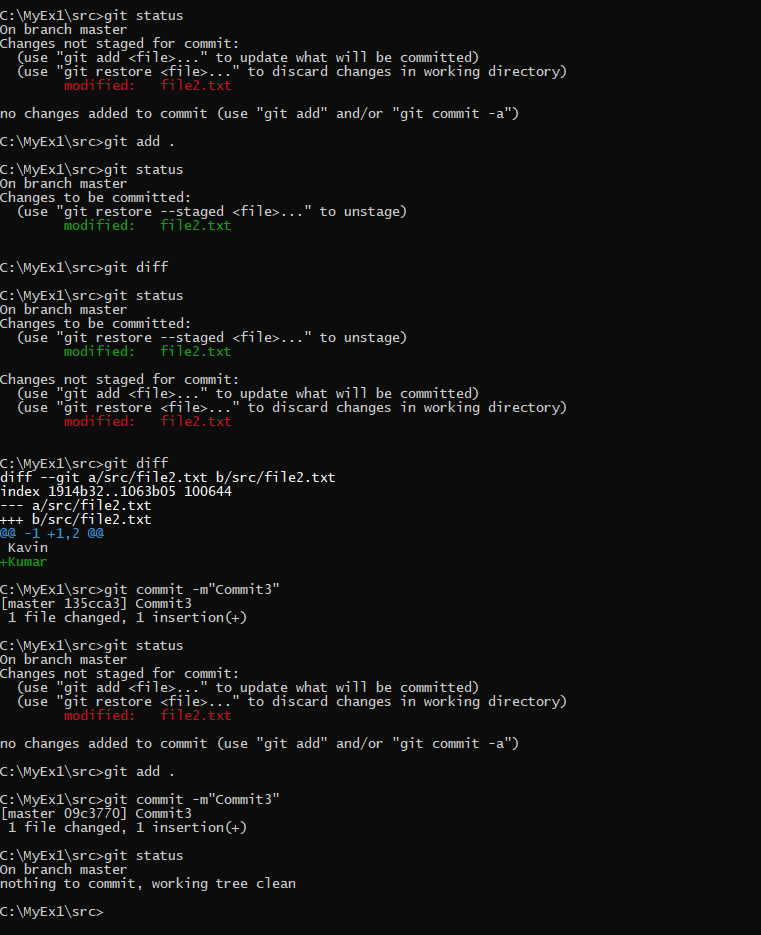 C:\MyEx1\src>git status
On branch master
Changes not staged for commit:
  (use "git add <file>..." to update what will be committed)
  (use "git restore <file>..." to discard changes in working directory)
        modified:   file2.txt

no changes added to commit (use "git add" and/or "git commit -a")

C:\MyEx1\src>git add .

C:\MyEx1\src>git status
On branch master
Changes to be committed:
  (use "git restore --staged <file>..." to unstage)
        modified:   file2.txt


C:\MyEx1\src>git diff

C:\MyEx1\src>git status
On branch master
Changes to be committed:
  (use "git restore --staged <file>..." to unstage)
        modified:   file2.txt

Changes not staged for commit:
  (use "git add <file>..." to update what will be committed)
  (use "git restore <file>..." to discard changes in working directory)
        modified:   file2.txt


C:\MyEx1\src>git diff
diff --git a/src/file2.txt b/src/file2.txt
index 1914b32..1063b05 100644
--- a/src/file2.txt
+++ b/src/file2.txt
@@ -1 +1,2 @@
 Kavin
+Kumar

C:\MyEx1\src>git commit -m"Commit3"
[master 135cca3] Commit3
 1 file changed, 1 insertion(+)

C:\MyEx1\src>git status
On branch master
Changes not staged for commit:
  (use "git add <file>..." to update what will be committed)
  (use "git restore <file>..." to discard changes in working directory)
        modified:   file2.txt

no changes added to commit (use "git add" and/or "git commit -a")

C:\MyEx1\src>git add .

C:\MyEx1\src>git commit -m"Commit3"
[master 09c3770] Commit3
 1 file changed, 1 insertion(+)

C:\MyEx1\src>git status
On branch master
nothing to commit, working tree clean

C:\MyEx1\src>